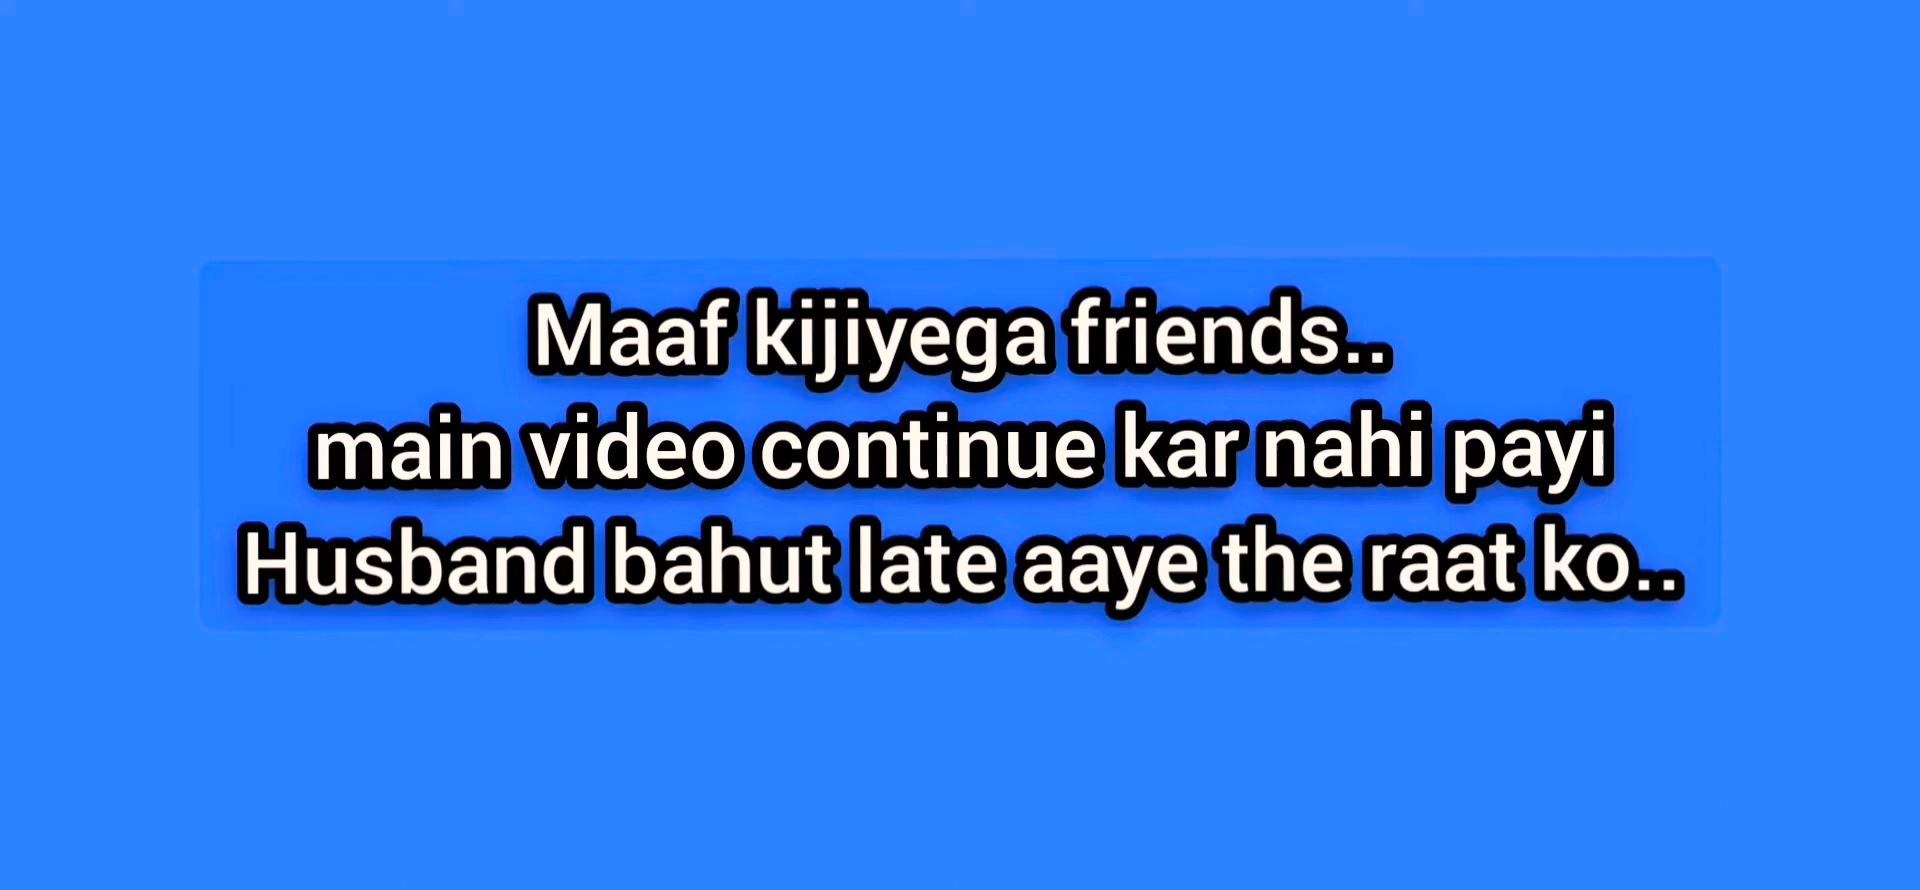 Maaf kijiyega friends..
main video continue kar nahi payi
Husband bahut late aaye the raat ko..